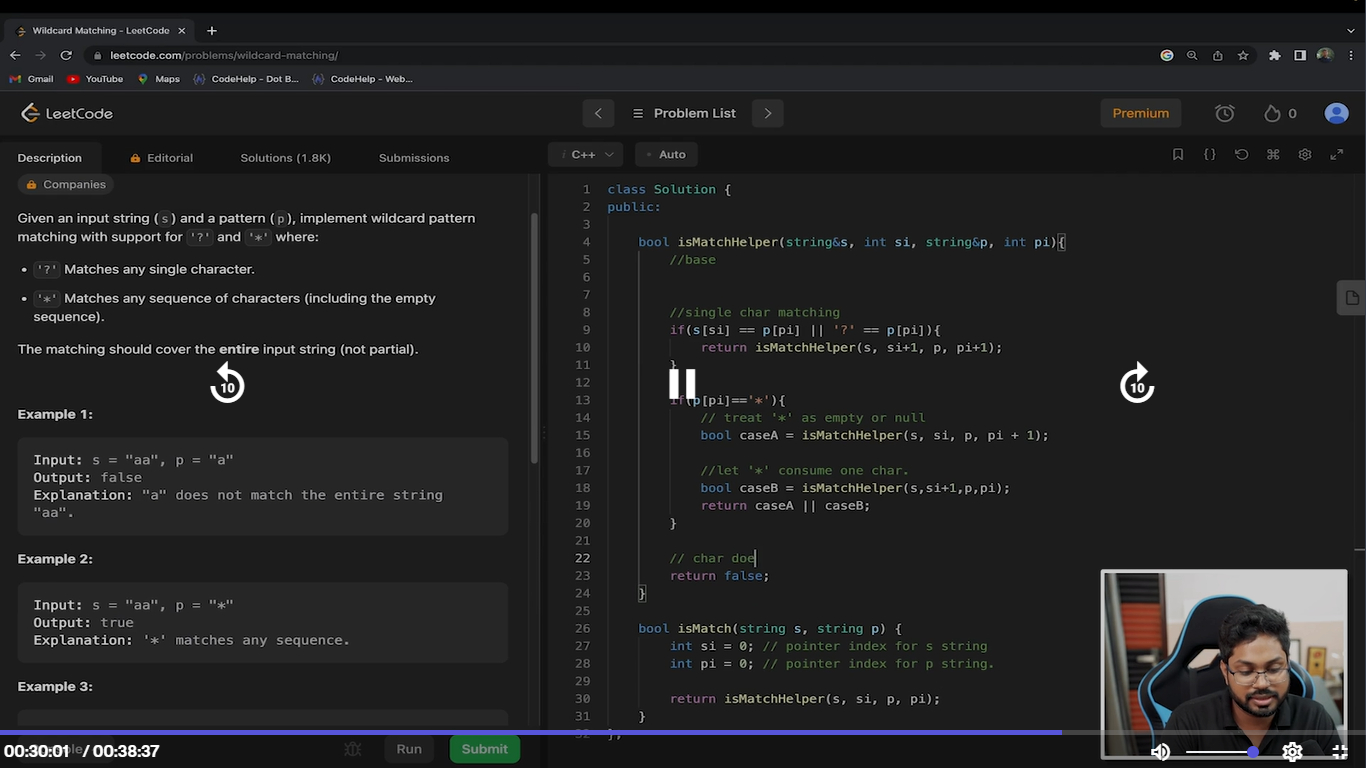 Wildcard Matching - LeetCode
leetcode.com/problems/wildcard-matching/
Gmail YouTube Maps CodeHelp - Dot B... CodeHelp - Web...
LeetCode Problem List Premium 0
Description Editorial Solutions (1.8K) Submissions
C++ Auto
Companies
Given an input string (s) and a pattern (p), implement wildcard pattern
matching with support for '?' and '*' where:
• '?' Matches any single character.
• '*' Matches any sequence of characters (including the empty
sequence).
The matching should cover the entire input string (not partial).
10
Example 1:
Input: s = "aa", p = "a"
Output: false
Explanation: "a" does not match the entire string
"aa".
Example 2:
Input: s = "aa", p = "*"
Output: true
Explanation: '*' matches any sequence.
Example 3:
1 class Solution {
2 public:
3
4 bool isMatchHelper(string&s, int si, string&p, int pi){
5 //base
6
7
8 //single char matching
9 if(s[si] == p[pi] || '?' == p[pi]){
10 return isMatchHelper(s, si+1, p, pi+1);
11 }
12
13 if(p[pi]=='*'){
14 // treat '*' as empty or null
15 bool caseA = isMatchHelper(s, si, p, pi + 1);
16
17 //let '*' consume one char.
18 bool caseB = isMatchHelper(s,si+1,p,pi);
19 return caseA || caseB;
20 }
21
22 // char doe
23 return false;
24 }
25
26 bool isMatch(string s, string p) {
27 int si = 0; // pointer index for s string
28 int pi = 0; // pointer index for p string.
29
30 return isMatchHelper(s, si, p, pi);
31 }
32 };
10
00:30:01 / 00:38:37
Run Submit